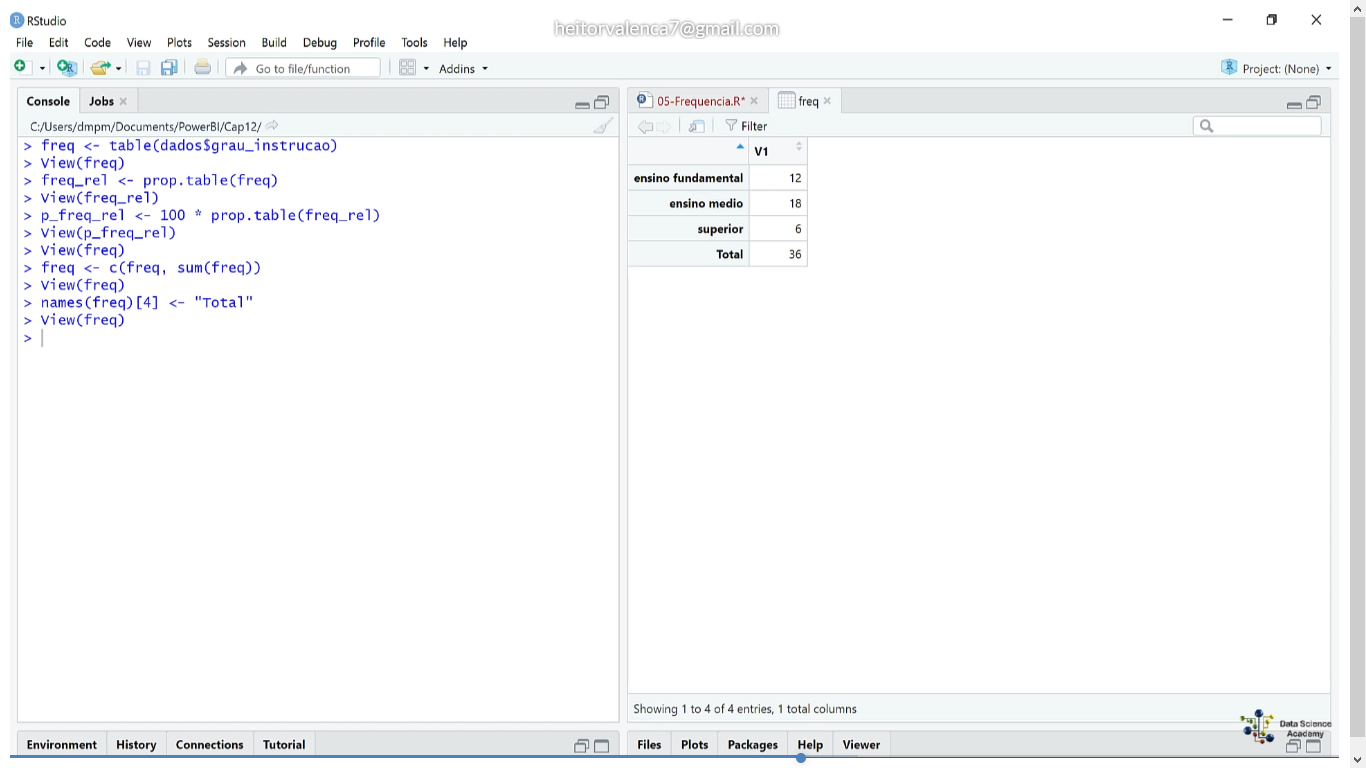 RStudio
heitorvalenca7@gmail.com
File Edit Code View Plots Session Build Debug Profile Tools Help
Go to file/function Addins Project: (None)
Console Jobs
C:/Users/dmpm/Documents/PowerBI/Cap12/
> freq <- table(dados$grau_instrucao)
> View(freq)
> freq_rel <- prop.table(freq)
> View(freq_rel)
> p_freq_rel <- 100 * prop.table(freq_rel)
> View(p_freq_rel)
> View(freq)
> freq <- c(freq, sum(freq))
> View(freq)
> names(freq)[4] <- "Total"
> View(freq)
>
05-Frequencia.R* freq
Filter
V1
ensino fundamental 12
ensino medio 18
superior 6
Total 36
Showing 1 to 4 of 4 entries, 1 total columns
Data Science
Academy
Environment History Connections Tutorial
Files Plots Packages Help Viewer